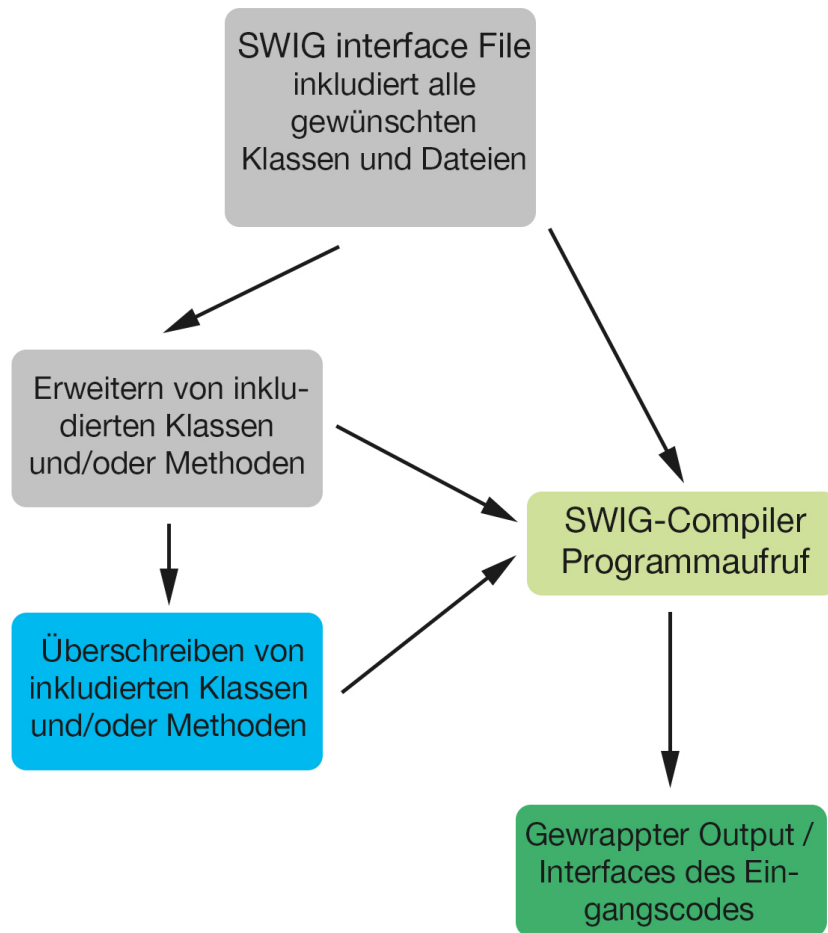 SWIG interface File
inkludiert alle
gewünschten
Klassen und Dateien
Erweitern von inklu-
dierten Klassen
und/oder Methoden
SWIG-Compiler
Programmaufruf
Überschreiben von
inkludierten Klassen
und/oder Methoden
Gewrappter Output /
Interfaces des Ein-
gangscodes